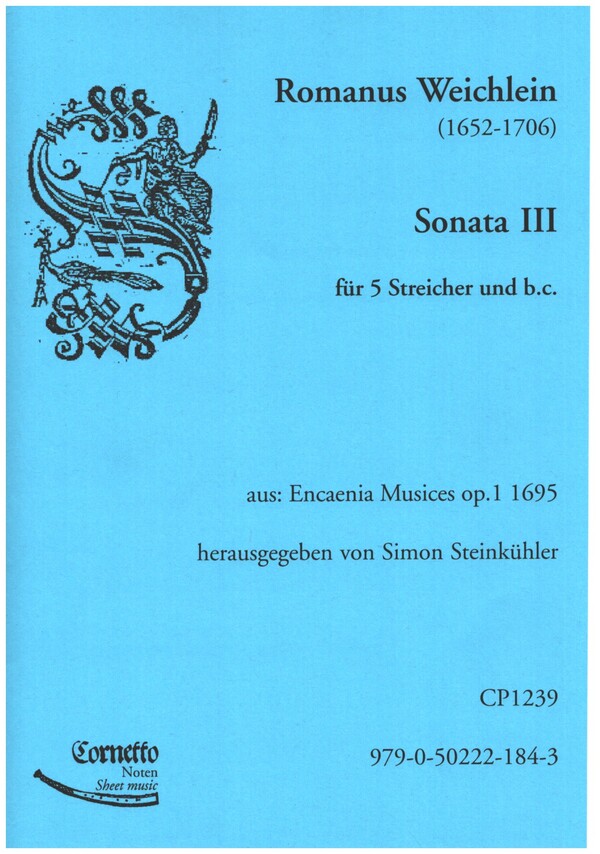 Romanus Weichlein
(1652-1706)
Sonata III
für 5 Streicher und b.c.
aus: Encaenia Musices op.1 1695
herausgegeben von Simon Steinkühler
CP1239
979-0-50222-184-3
Cornetto
Noten
Sheet music